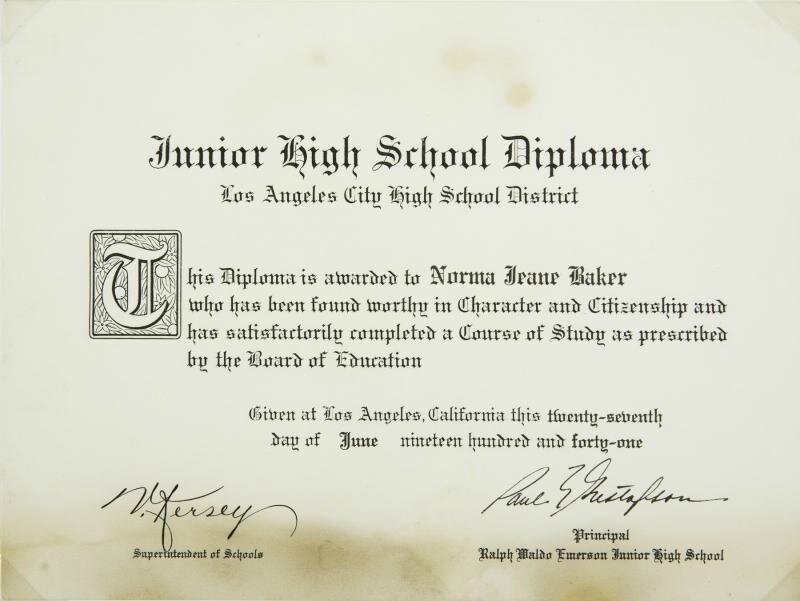 Junior High School Diploma
Los Angeles City High School District
This Diploma is awarded to Norma Jeane Baker
who has been found worthy in Character and Citizenship and
has satisfactorily completed a Course of Study as prescribed
by the Board of Education
Given at Los Angeles, California this twenty-seventh
day of June nineteen hundred and forty-one
V. Kersey
Superintendent of Schools
Paul E Gustafson
Principal
Ralph Waldo Emerson Junior High School